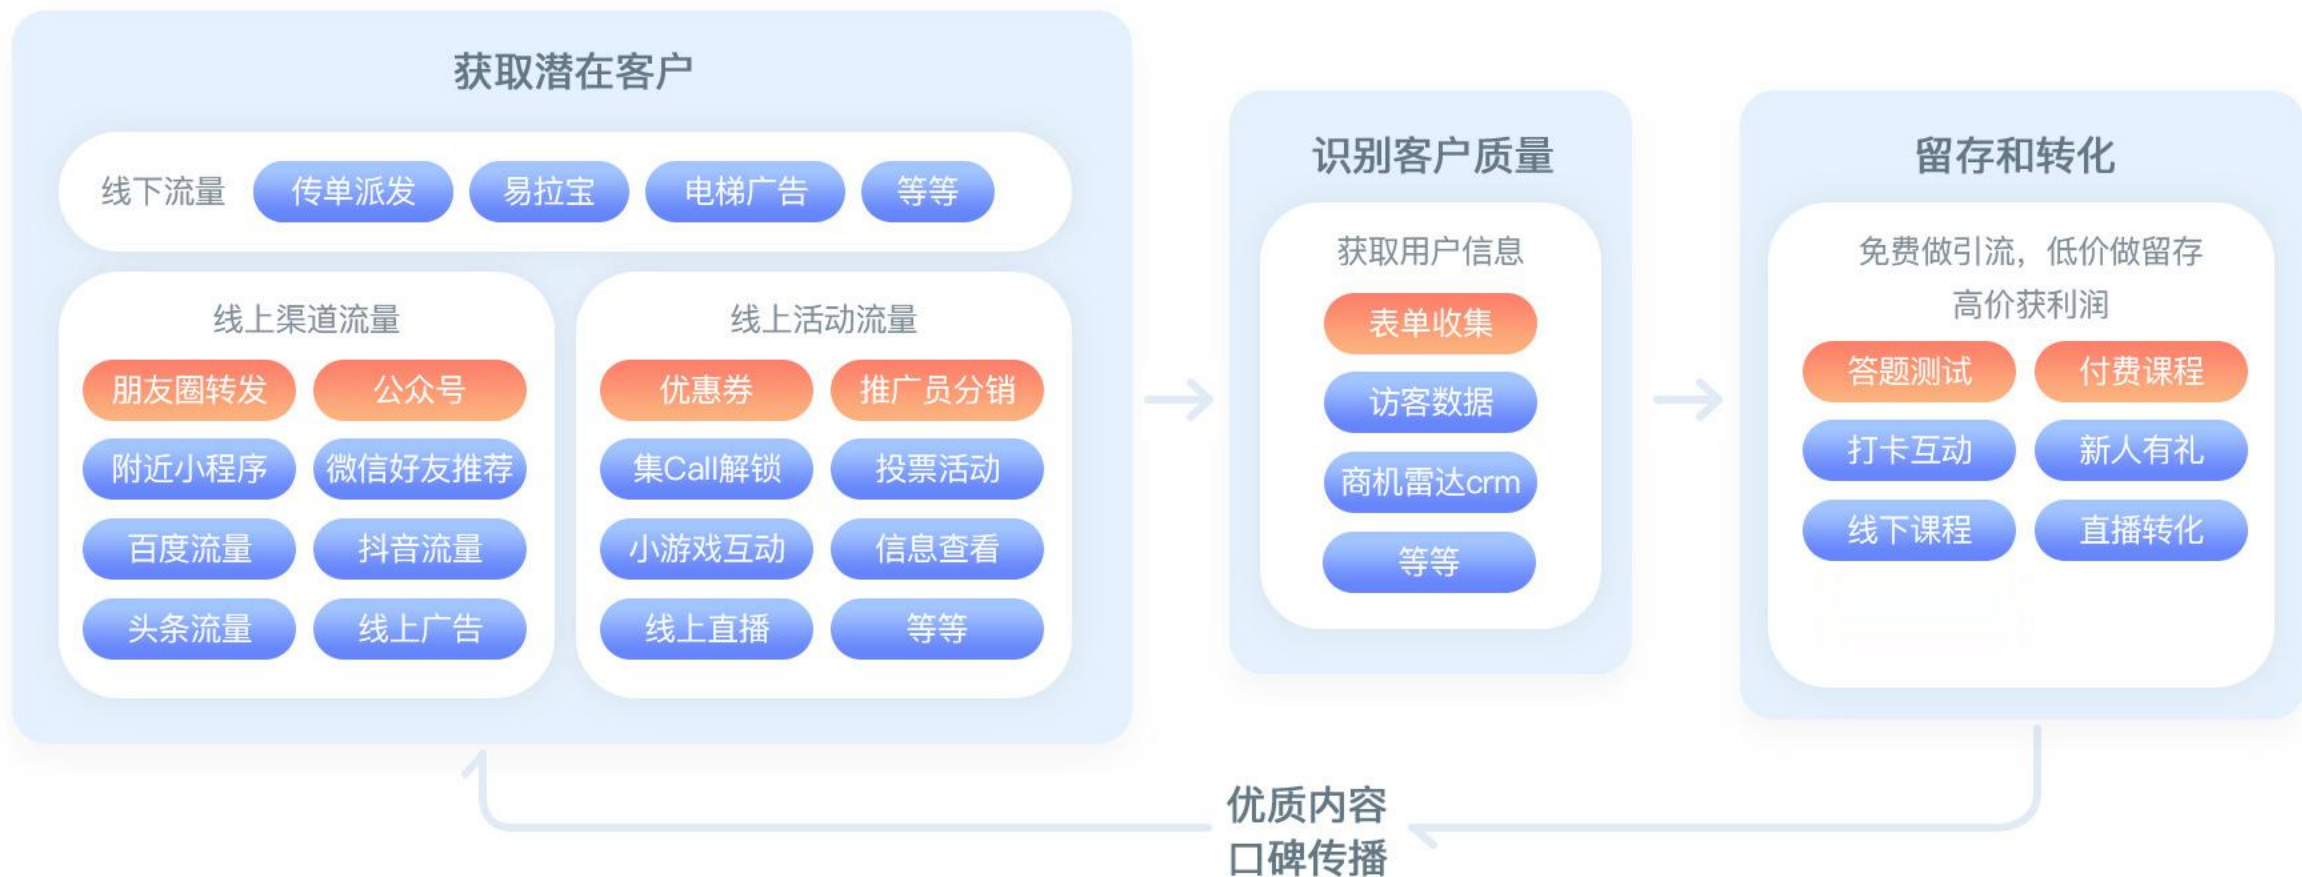 获取潜在客户
线下流量 传单派发 易拉宝 电梯广告 等等
线上渠道流量
朋友圈转发 公众号
附近小程序 微信好友推荐
百度流量 抖音流量
头条流量 线上广告
线上活动流量
优惠券 推广员分销
集Call解锁 投票活动
小游戏互动 信息查看
线上直播 等等
识别客户质量
获取用户信息
表单收集
访客数据
商机雷达crm
等等
留存和转化
免费做引流，低价做留存
高价获利润
答题测试 付费课程
打卡互动 新人有礼
线下课程 直播转化
优质内容
口碑传播